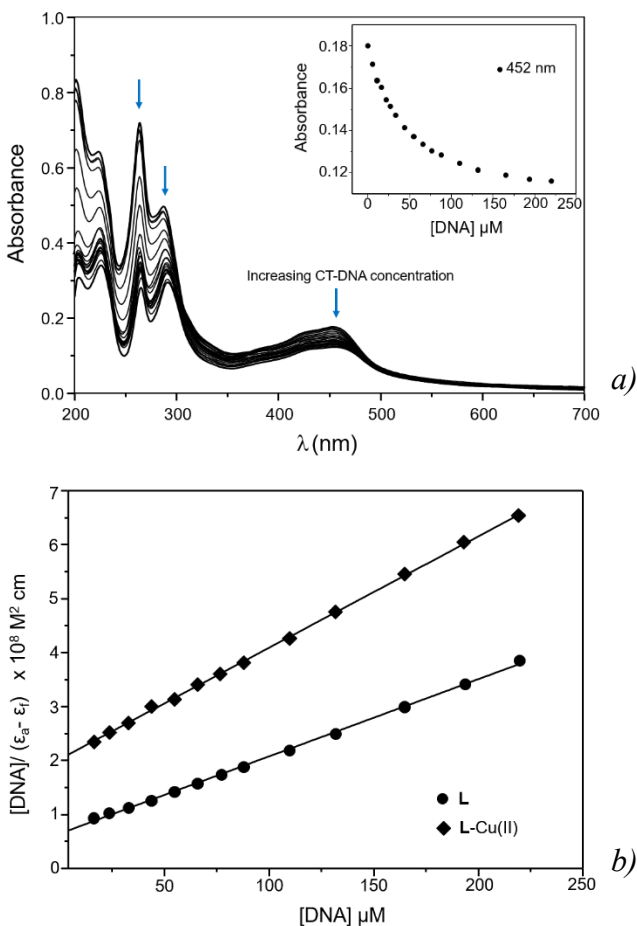 1.0
0.8
0.6
0.4
0.2
0.0
Absorbance
200
300
400
500
600
700
λ (nm)
Increasing CT-DNA concentration
0.18
0.16
0.14
0.12
Absorbance
452 nm
0
50
100
150
200
250
[DNA] μM
a)
7
6
5
4
3
2
1
0
[DNA]/ (εa- εf) x 10⁸ M² cm
L
L-Cu(II)
50
100
150
200
250
[DNA] μM
b)